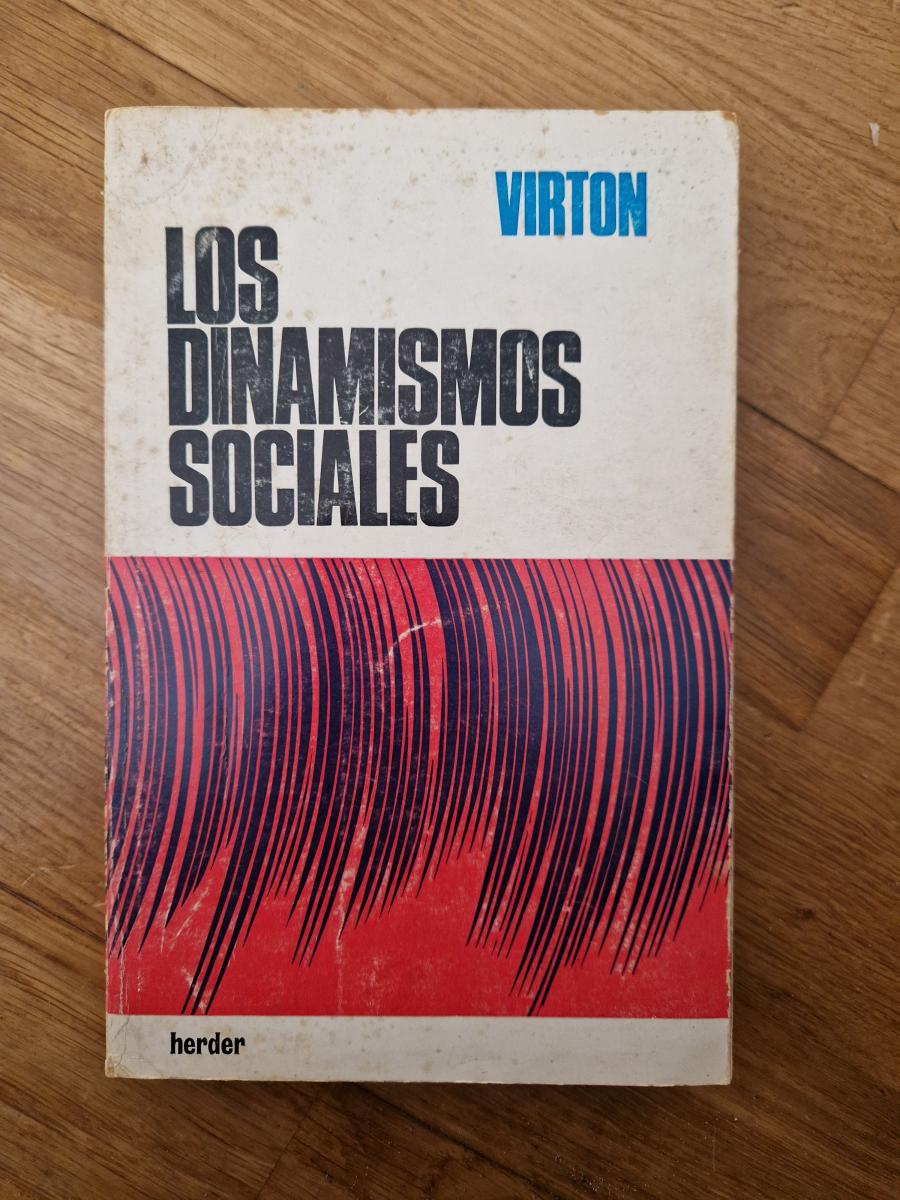 VIRTON
LOS
DINAMISMOS
SOCIALES
herder